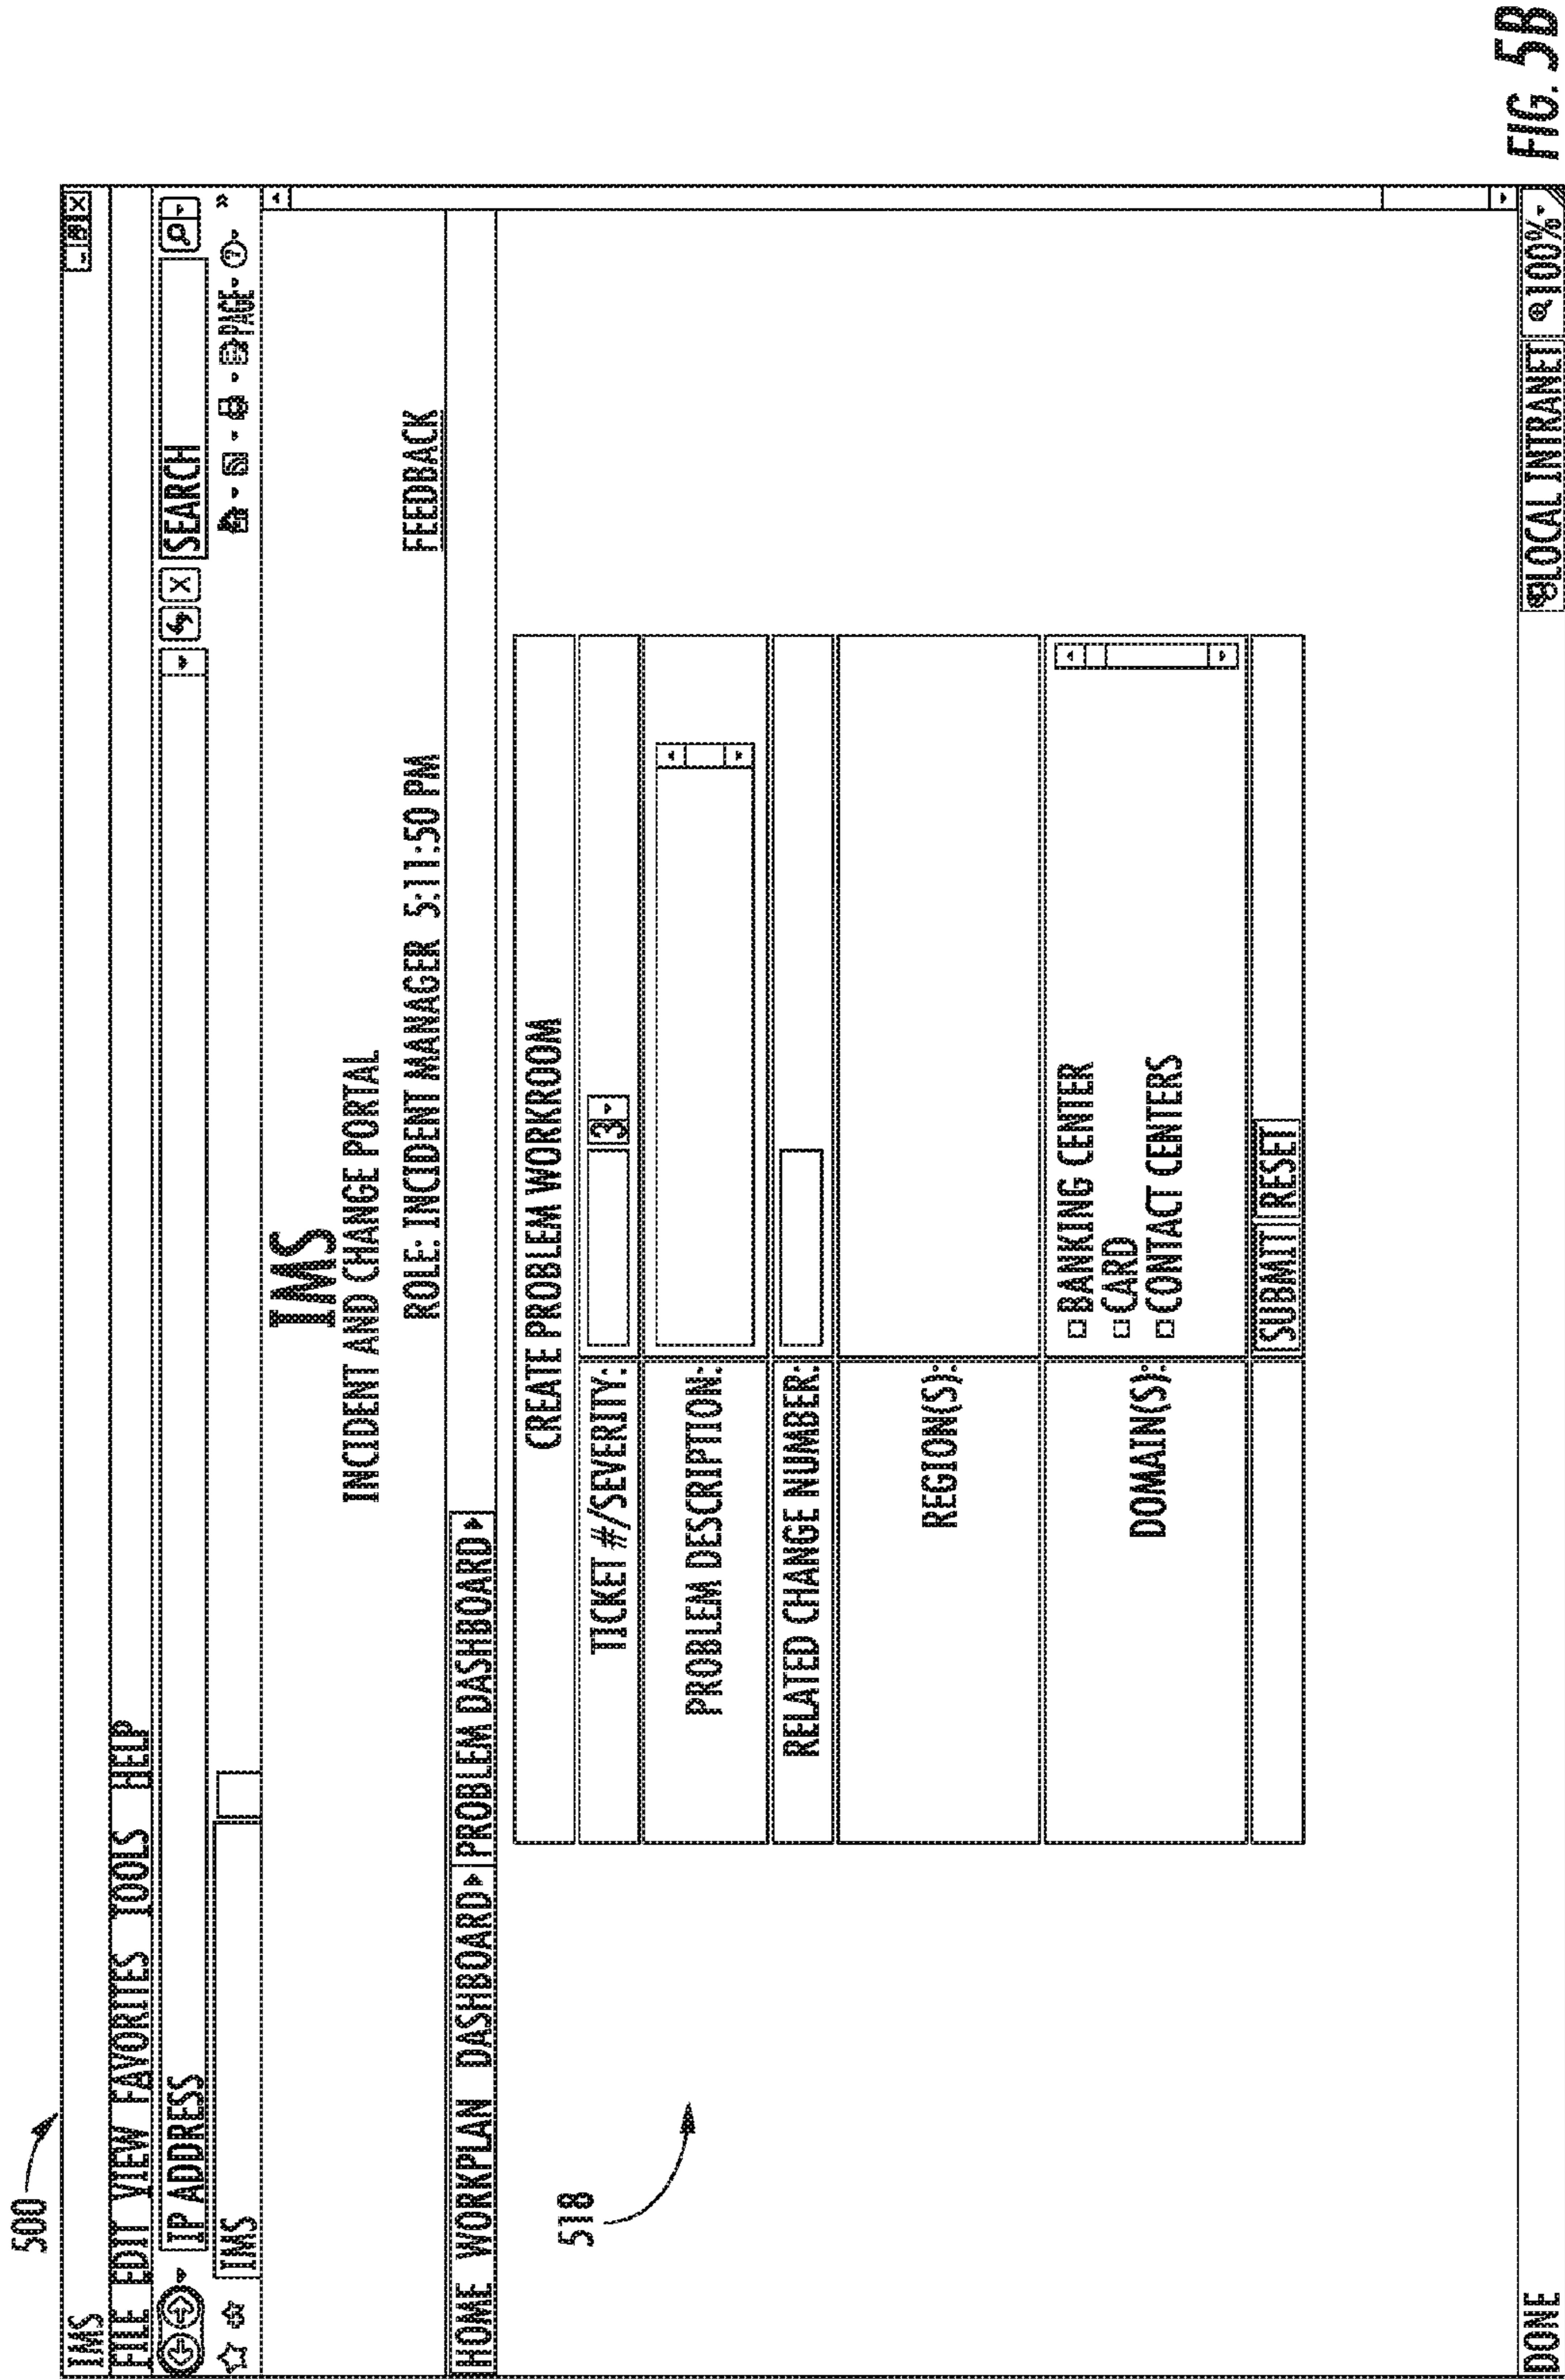 500
IMS
FILE EDIT VIEW FAVORITES TOOLS HELP
IP ADDRESS
X SEARCH
IMS
PAGE ? »
IMS
INCIDENT AND CHANGE PORTAL
ROLE: INCIDENT MANAGER 5:11:50 PM FEEDBACK
HOME WORKPLAN DASHBOARD PROBLEM DASHBOARD
518
CREATE PROBLEM WORKROOM
TICKET #/SEVERITY: 3
PROBLEM DESCRIPTION:
RELATED CHANGE NUMBER:
REGION(S):
DOMAIN(S):
BANKING CENTER
CARD
CONTACT CENTERS
SUBMIT RESET
DONE LOCAL INTRANET 100%
FIG. 5B